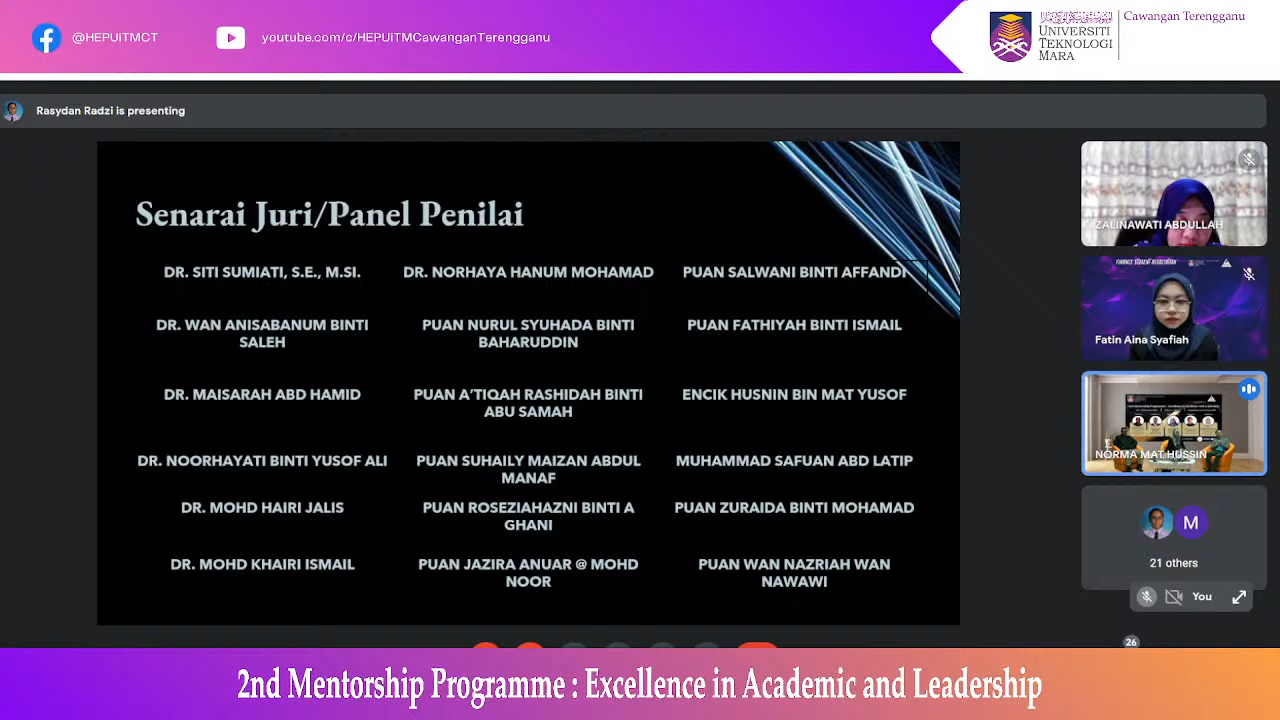 @HEPUiTMCT
youtube.com/c/HEPUiTMCawanganTerengganu
UNIVERSITI
TEKNOLOGI
MARA
Cawangan Terengganu
Rasydan Radzi is presenting
Senarai Juri/Panel Penilai
DR. SITI SUMIATI, S.E., M.SI.
DR. NORHAYA HANUM MOHAMAD
PUAN SALWANI BINTI AFFANDI
DR. WAN ANISABANUM BINTI
SALEH
PUAN NURUL SYUHADA BINTI
BAHARUDDIN
PUAN FATHIYAH BINTI ISMAIL
DR. MAISARAH ABD HAMID
PUAN A'TIQAH RASHIDAH BINTI
ABU SAMAH
ENCIK HUSNIN BIN MAT YUSOF
DR. NOORHAYATI BINTI YUSOF ALI
PUAN SUHAILY MAIZAN ABDUL
MANAF
MUHAMMAD SAFUAN ABD LATIP
DR. MOHD HAIRI JALIS
PUAN ROSEZIAHAZNI BINTI A
GHANI
PUAN ZURAIDA BINTI MOHAMAD
DR. MOHD KHAIRI ISMAIL
PUAN JAZIRA ANUAR @ MOHD
NOOR
PUAN WAN NAZRIAH WAN
NAWAWI
ZALINAWATI ABDULLAH
FINANCE STUDENT ASSOCIATION
Fatin Aina Syafiah
NORMA MAT HUSSIN
M
21 others
You
26
2nd Mentorship Programme : Excellence in Academic and Leadership